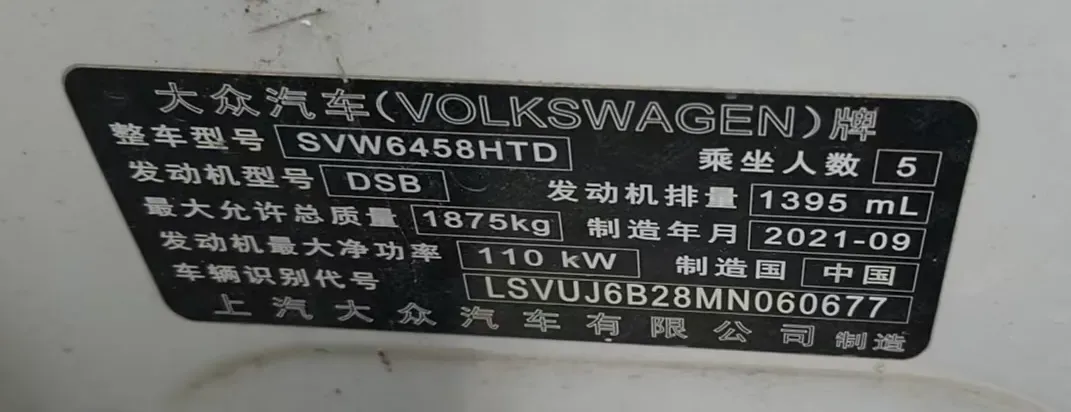 大众汽车(VOLKSWAGEN)牌
整车型号 SVW6458HTD 乘坐人数 5
发动机型号 DSB 发动机排量 1395 mL
最大允许总质量 1875kg 制造年月 2021-09
发动机最大净功率 110 kW 制造国 中国
车辆识别代号 LSVUJ6B28MN060677
上汽大众汽车有限公司制造